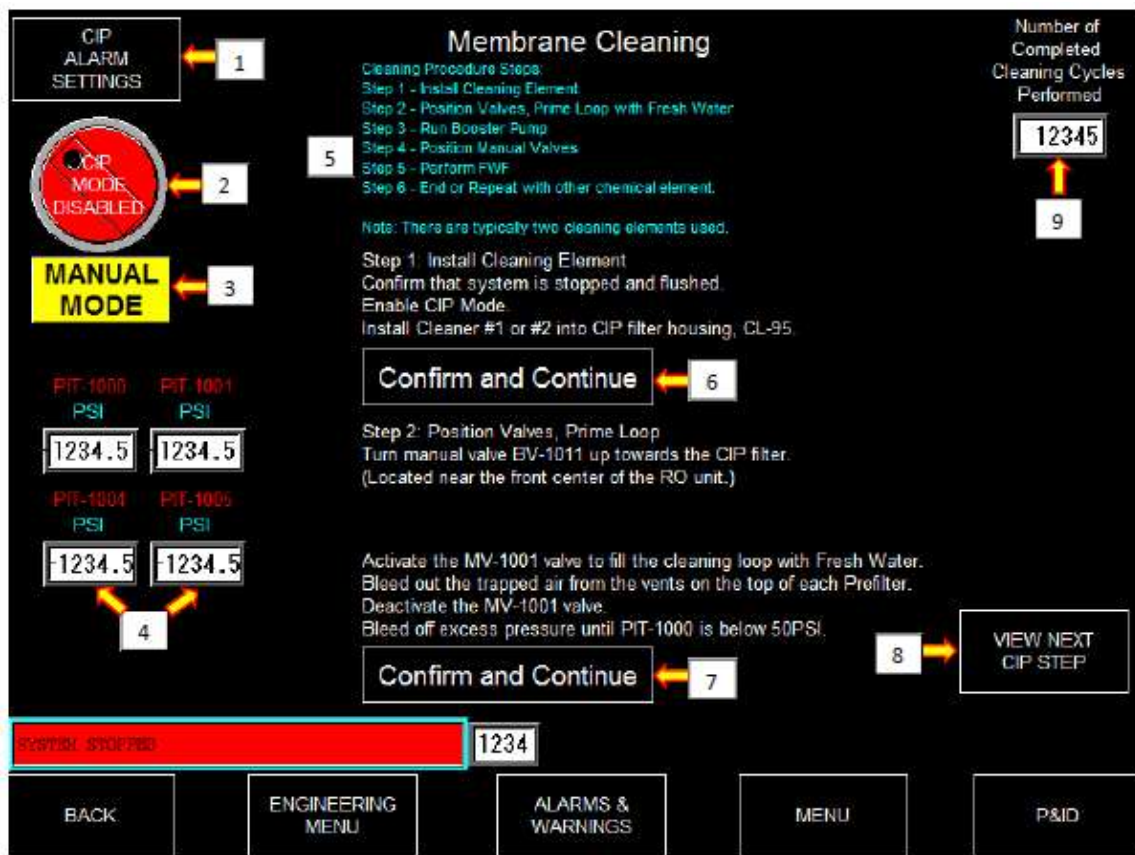 CIP
ALARM
SETTINGS
1
CIP
MODE
DISABLED
2
MANUAL
MODE
3
PIT-1000 PIT-1001
PSI PSI
1234.5 1234.5
PIT-1004 PIT-1005
PSI PSI
-1234.5 -1234.5
4
Membrane Cleaning
5
Cleaning Procedure Steps:
Step 1 - Install Cleaning Element
Step 2 - Position Valves, Prime Loop with Fresh Water
Step 3 - Run Booster Pump
Step 4 - Position Manual Valves
Step 5 - Perform FWF
Step 6 - End or Repeat with other chemical element.
Note: There are typically two cleaning elements used.
Step 1: Install Cleaning Element
Confirm that system is stopped and flushed.
Enable CIP Mode.
Install Cleaner #1 or #2 into CIP filter housing, CL-95.
Confirm and Continue
6
Step 2: Position Valves, Prime Loop
Turn manual valve BV-1011 up towards the CIP filter.
(Located near the front center of the RO unit.)
Activate the MV-1001 valve to fill the cleaning loop with Fresh Water.
Bleed out the trapped air from the vents on the top of each Prefilter.
Deactivate the MV-1001 valve.
Bleed off excess pressure until PIT-1000 is below 50PSI.
Confirm and Continue
7
Number of
Completed
Cleaning Cycles
Performed
12345
9
8
VIEW NEXT
CIP STEP
SYSTEM STOPPED
1234
BACK
ENGINEERING
MENU
ALARMS &
WARNINGS
MENU
P&ID